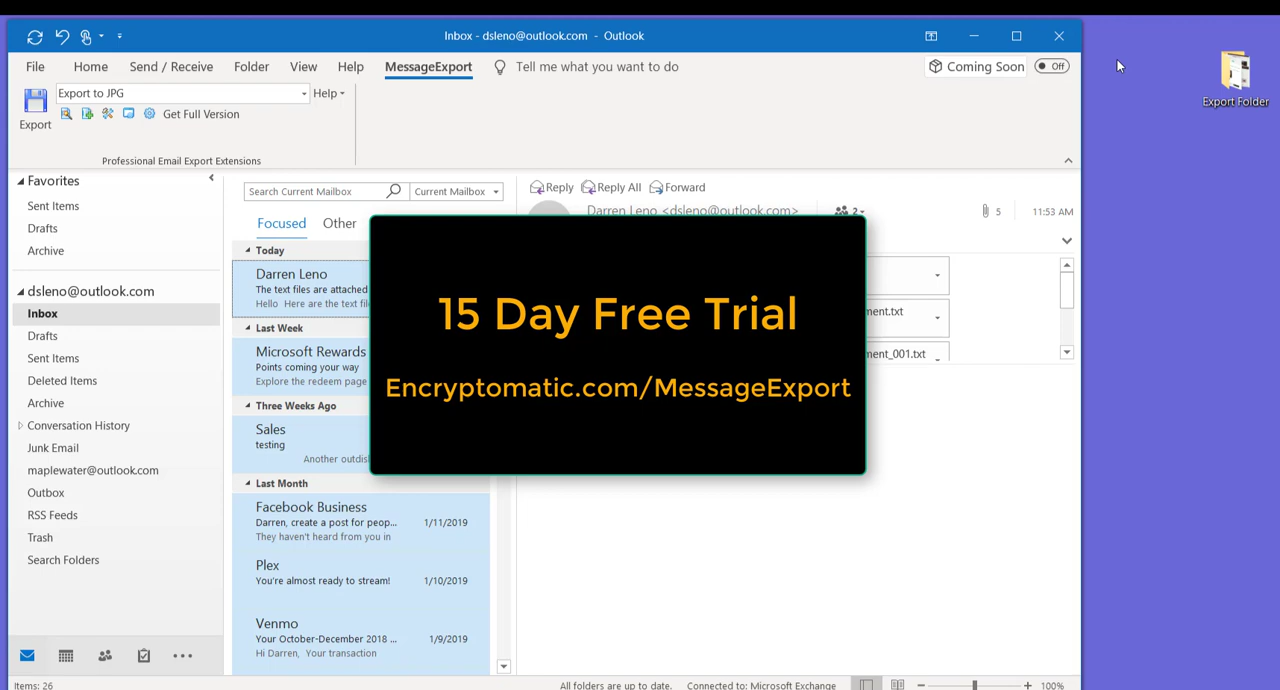 Inbox - dsleno@outlook.com - Outlook
File Home Send / Receive Folder View Help MessageExport Tell me what you want to do Coming Soon Off
Export to JPG Help
Export Get Full Version
Professional Email Export Extensions
Export Folder
Favorites
Sent Items
Drafts
Archive
dsleno@outlook.com
Inbox
Drafts
Sent Items
Deleted Items
Archive
Conversation History
Junk Email
maplewater@outlook.com
Outbox
RSS Feeds
Trash
Search Folders
Search Current Mailbox Current Mailbox
Focused Other
Today
Darren Leno
The text files are attached
Hello Here are the text
Last Week
Microsoft Rewards
Points coming your way
Explore the redeem page
Three Weeks Ago
Sales
testing
Another
Last Month
Facebook Business
Darren, create a post for peop... 1/11/2019
They haven't heard from you in
Plex
You're almost ready to stream! 1/10/2019
Venmo
Your October-December 2018 ... 1/9/2019
Hi Darren, Your transaction
Reply Reply All Forward
Darren Leno <dsleno@outlook.com> 2 5 11:53 AM
ment.txt
ment_001.txt
15 Day Free Trial
Encryptomatic.com/MessageExport
Items: 26 All folders are up to date. Connected to: Microsoft Exchange 100%